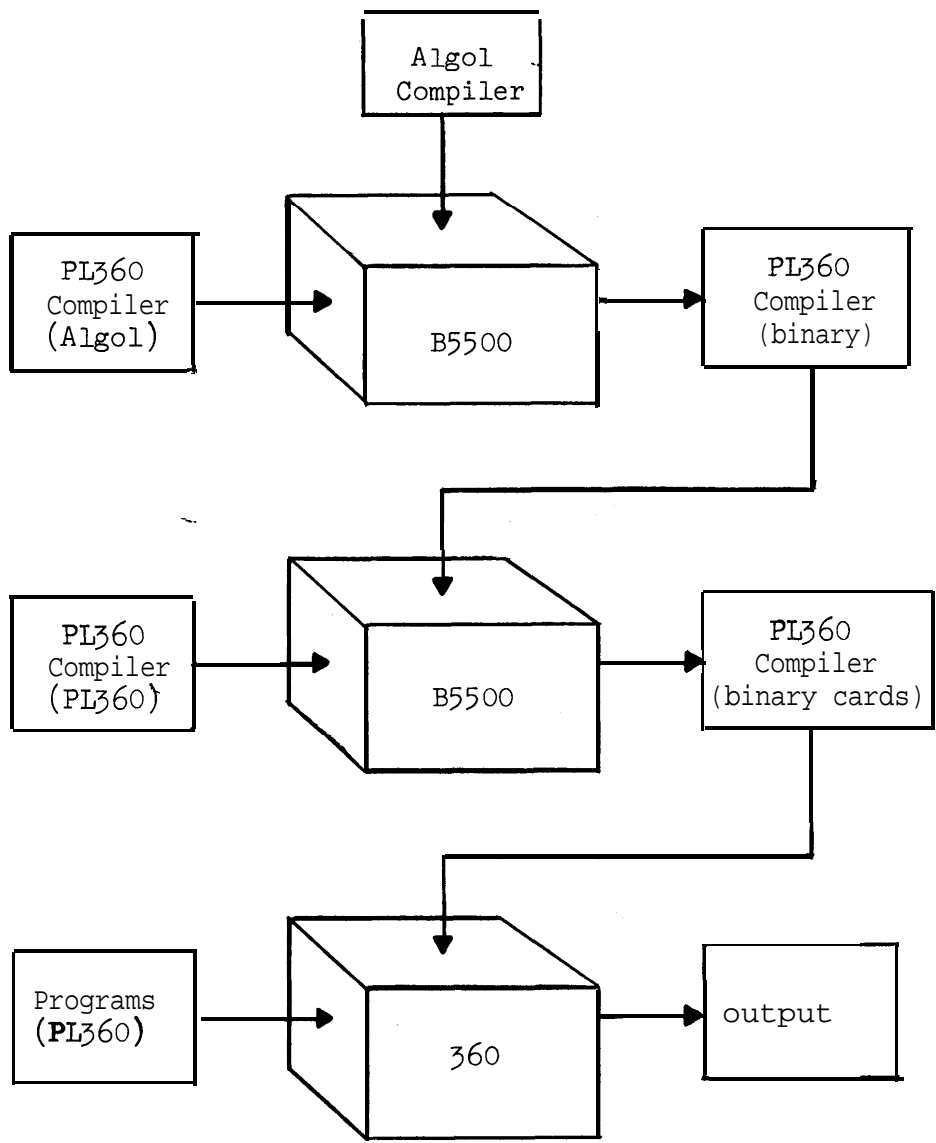 Algol
Compiler
PL360
Compiler
(Algol)
B5500
PL360
Compiler
(binary)
PL360
Compiler
(PL360)
B5500
PL360
Compiler
(binary cards)
Programs
(PL360)
360
output